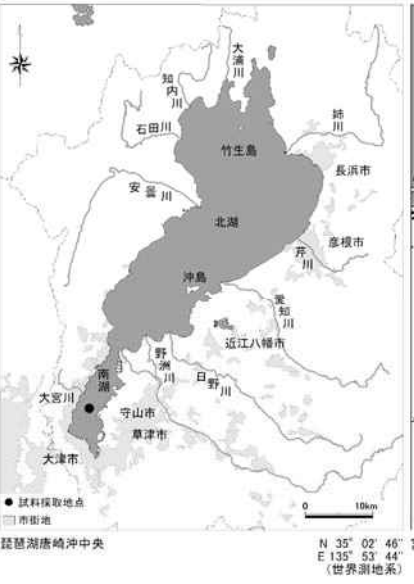 大浦川
知内川
石田川
姉川
竹生島
長浜市
安曇川
北湖
彦根市
芹川
沖島
愛知川
近江八幡市
野洲川
日野川
南湖
大宮川
守山市
草津市
大津市
● 試料採取地点
市街地
0 10km
琵琶湖唐崎沖中央
N 35° 02' 46"
E 135° 53' 44"
(世界測地系)